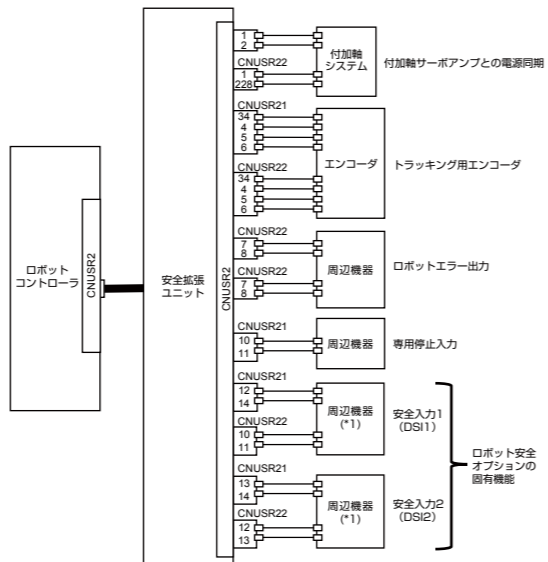 1
2
付加軸
システム
付加軸サーボアンプとの電源同期
CNUSR22
1
228
CNUSR21
34
4
5
6
エンコーダ
トラッキング用エンコーダ
CNUSR22
34
4
5
6
CNUSR22
7
8
周辺機器
ロボットエラー出力
CNUSR22
7
8
CNUSR21
10
11
周辺機器
専用停止入力
CNUSR21
12
14
周辺機器
(*1)
安全入力1
(DSI1)
CNUSR22
10
11
CNUSR21
13
14
周辺機器
(*1)
安全入力2
(DSI2)
CNUSR22
12
13
ロボット安全
オプションの
固有機能
ロボット
コントローラ
CNUSR2
安全拡張
ユニット
CNUSR2